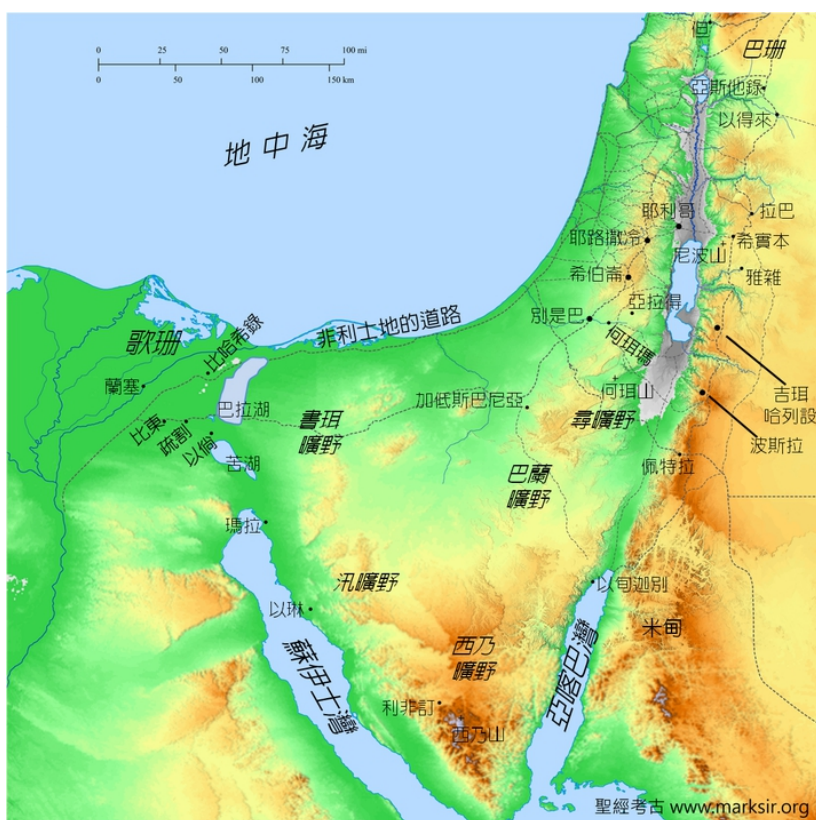 但
巴珊
0 25 50 75 100 mi
0 50 100 150 km
亞斯他錄
以得來
地中海
耶利哥
拉巴
耶路撒冷
希實本
尼波山
希伯崙
雅雜
亞拉得
別是巴
非利士地的道路
何珥瑪
歌珊
比哈希錄
蘭塞
何珥山
吉珥
哈列設
加低斯巴尼亞
巴拉湖
書珥
曠野
尋曠野
比東
疏割
以倘
波斯拉
苦湖
佩特拉
巴蘭
曠野
瑪拉
汛曠野
以旬迦別
以琳
米甸
西乃
曠野
蘇伊士灣
亞喀巴灣
利非訂
西乃山
聖經考古 www.marksir.org